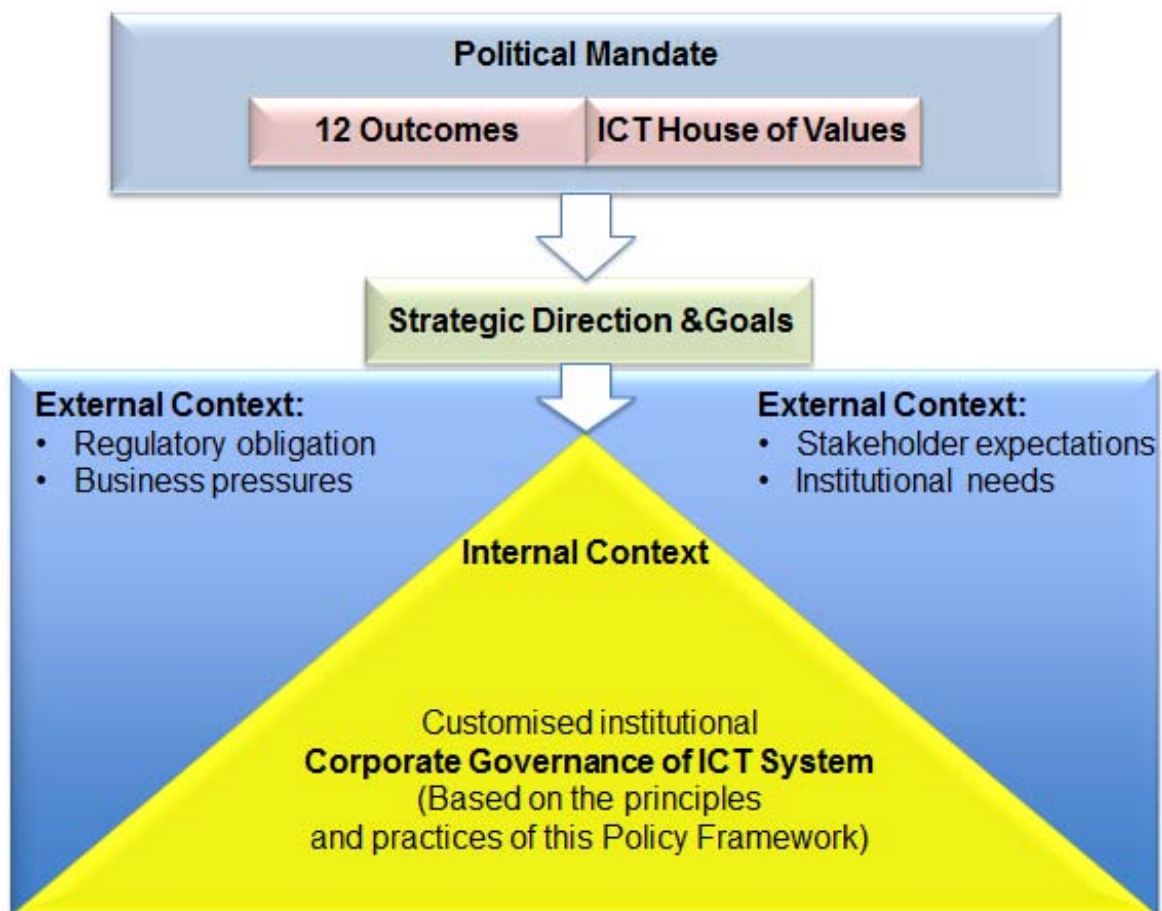 Political Mandate
12 Outcomes
ICT House of Values
Strategic Direction &Goals
External Context:
• Regulatory obligation
• Business pressures
External Context:
• Stakeholder expectations
• Institutional needs
Internal Context
Customised institutional
Corporate Governance of ICT System
(Based on the principles
and practices of this Policy Framework)